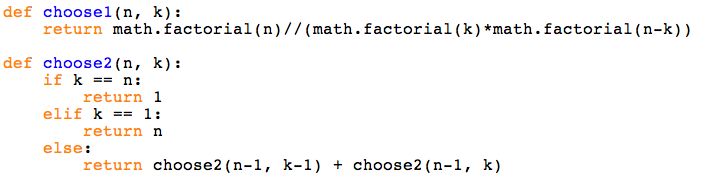 def choose1(n, k):
    return math.factorial(n)//(math.factorial(k)*math.factorial(n-k))
def choose2(n, k):
    if k == n:
        return 1
    elif k == 1:
        return n
    else:
        return choose2(n-1, k-1) + choose2(n-1, k)